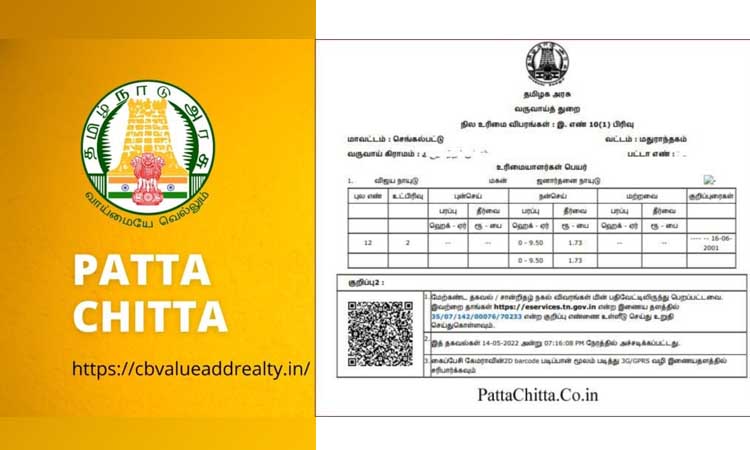 தமிழ்நாடு அரசு
வாய்மையே வெல்லும்
PATTA
CHITTA
https://cbvalueaddrealty.in/
தமிழக அரசு
வருவாய்த் துறை
நில உரிமை விபரங்கள் : இ. எண் 10(1) பிரிவு
மாவட்டம் : செங்கல்பட்டு வட்டம் : மதுராந்தகம்
வருவாய் கிராமம் : பட்டா எண் :
உரிமையாளர்கள் பெயர்
1. விஜய நாயுடு மகன் ஜனார்தனை நாயுடு
புல எண் உட்பிரிவு புன்செய் நன்செய் மற்றவை குறிப்புரைகள்
பரப்பு தீர்வை பரப்பு தீர்வை பரப்பு தீர்வை
ஹெக் - ஏர் ரூ - பை ஹெக் - ஏர் ரூ - பை ஹெக் - ஏர் ரூ - பை
12 2 -- -- 0 - 9.50 1.73 -- -- ---- -- 16-06-
2001
0 - 9.50 1.73
குறிப்பு2 :
1. மேற்கண்ட தகவல் / சான்றிதழ் நகல் விவரங்கள் மின் பதிவேட்டிலிருந்து பெறப்பட்டவை.
இவற்றை தாங்கள் https://eservices.tn.gov.in என்ற இணைய தளத்தில்
35/07/142/00076/70233 என்ற குறிப்பு எண்ணை உள்ளீடு செய்து உறுதி
செய்துகொள்ளவும்.
2. இத் தகவல்கள் 14-05-2022 அன்று 07:16:08 PM நேரத்தில் அச்சடிக்கப்பட்டது.
3. கைப்பேசி கேமராவின்2D barcode படிப்பான் மூலம் படித்து 3G/GPRS வழி இணையதளத்தில்
சரிபார்க்கவும்
PattaChitta.Co.in